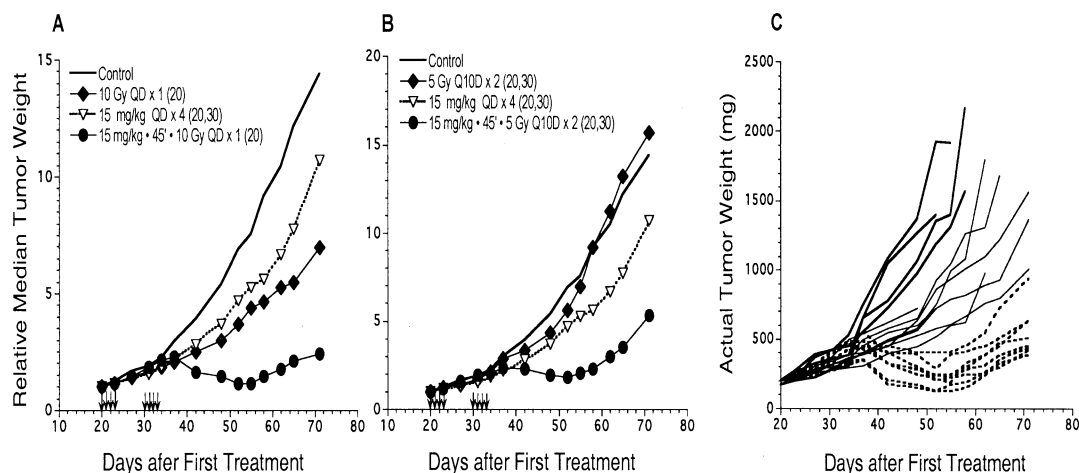 A
Relative Median Tumor Weight
15
10
5
0
Control
10 Gy QD x 1 (20)
15 mg/kg QD x 4 (20,30)
15 mg/kg • 45' • 10 Gy QD x 1 (20)
10 20 30 40 50 60 70 80
Days afer First Treatment
B
20
15
10
5
0
Control
5 Gy Q10D x 2 (20,30)
15 mg/kg QD x 4 (20,30)
15 mg/kg • 45' • 5 Gy Q10D x 2 (20,30)
10 20 30 40 50 60 70 80
Days after First Treatment
C
Actual Tumor Weight (mg)
2500
2000
1500
1000
500
0
20 30 40 50 60 70 80
Days after First Treatment